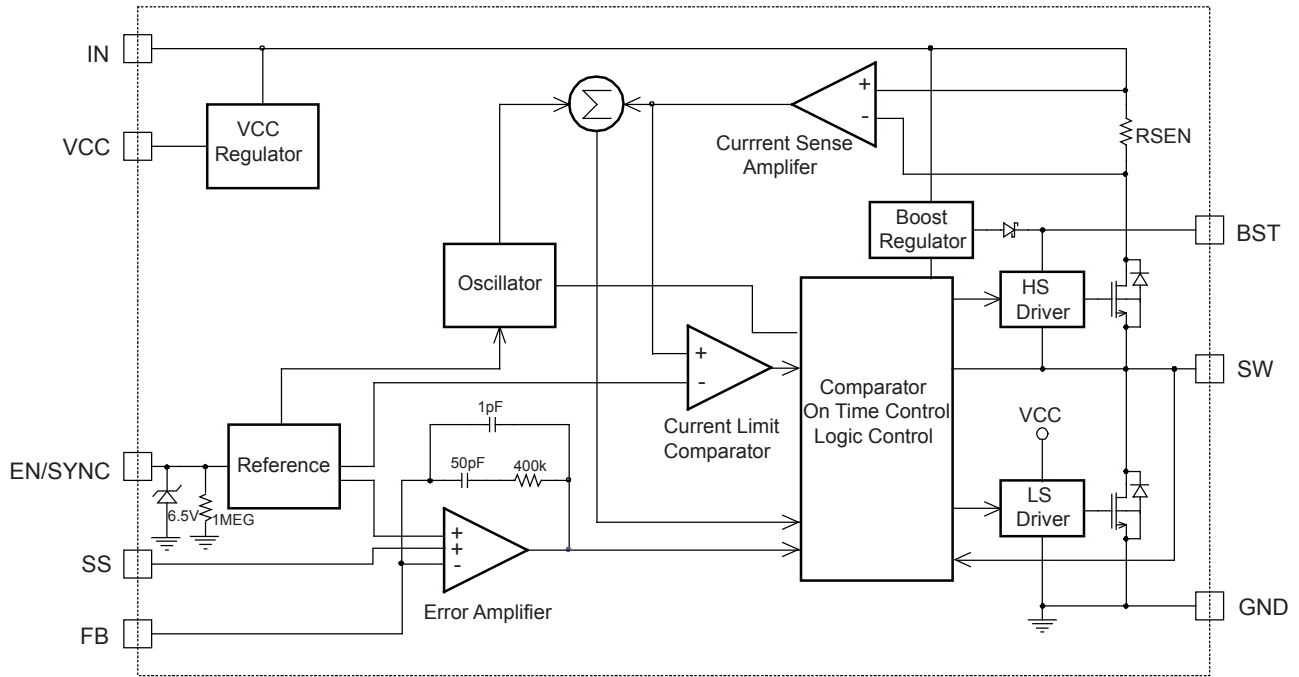 IN
VCC
Regulator
VCC
Σ
+
-
Currrent Sense
Amplifer
RSEN
Boost
Regulator
BST
Oscillator
HS
Driver
+
-
Current Limit
Comparator
Comparator
On Time Control
Logic Control
SW
VCC
1pF
50pF
400k
EN/SYNC
Reference
6.5V
1MEG
LS
Driver
SS
+
+
-
Error Amplifier
FB
GND